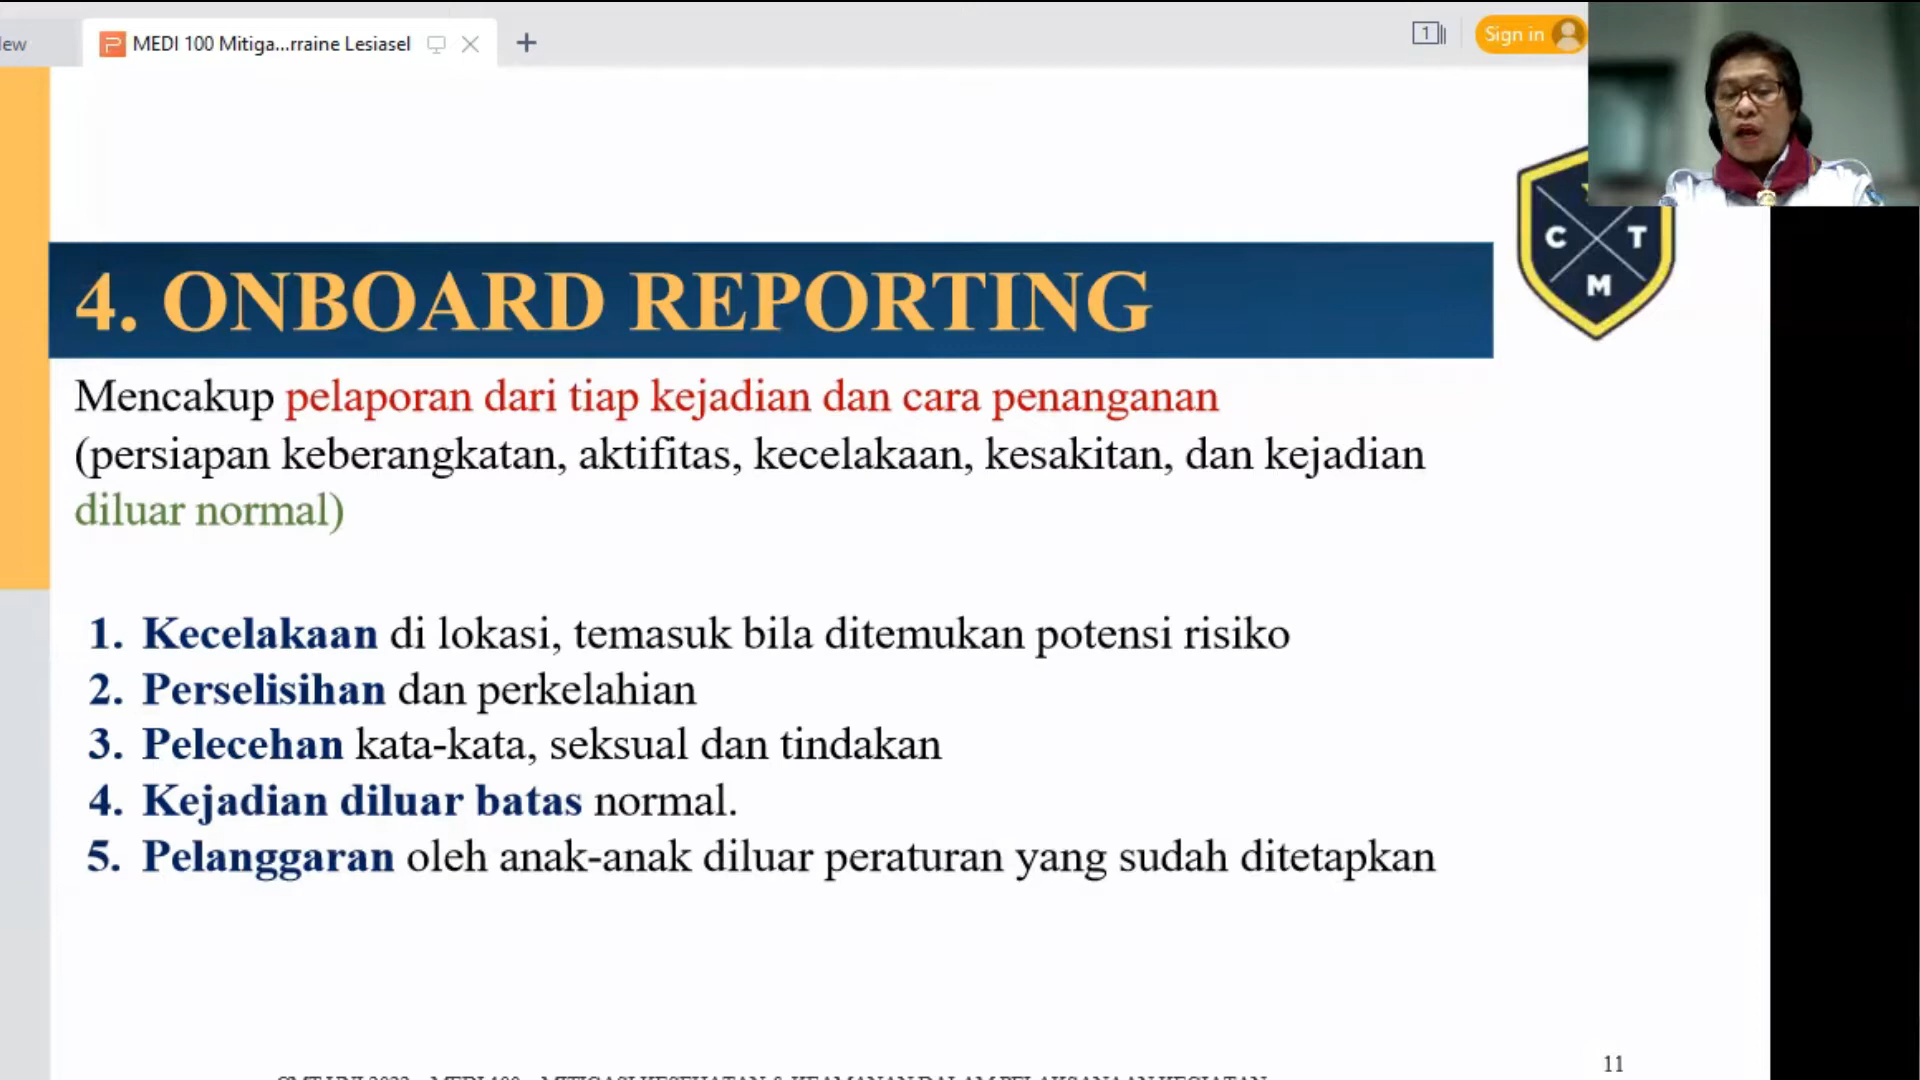 ew
MEDI 100 Mitiga...rraine Lesiasel
1
Sign in
C T
M
4. ONBOARD REPORTING
Mencakup pelaporan dari tiap kejadian dan cara penanganan
(persiapan keberangkatan, aktifitas, kecelakaan, kesakitan, dan kejadian
diluar normal)
1. Kecelakaan di lokasi, temasuk bila ditemukan potensi risiko
2. Perselisihan dan perkelahian
3. Pelecehan kata-kata, seksual dan tindakan
4. Kejadian diluar batas normal.
5. Pelanggaran oleh anak-anak diluar peraturan yang sudah ditetapkan
11